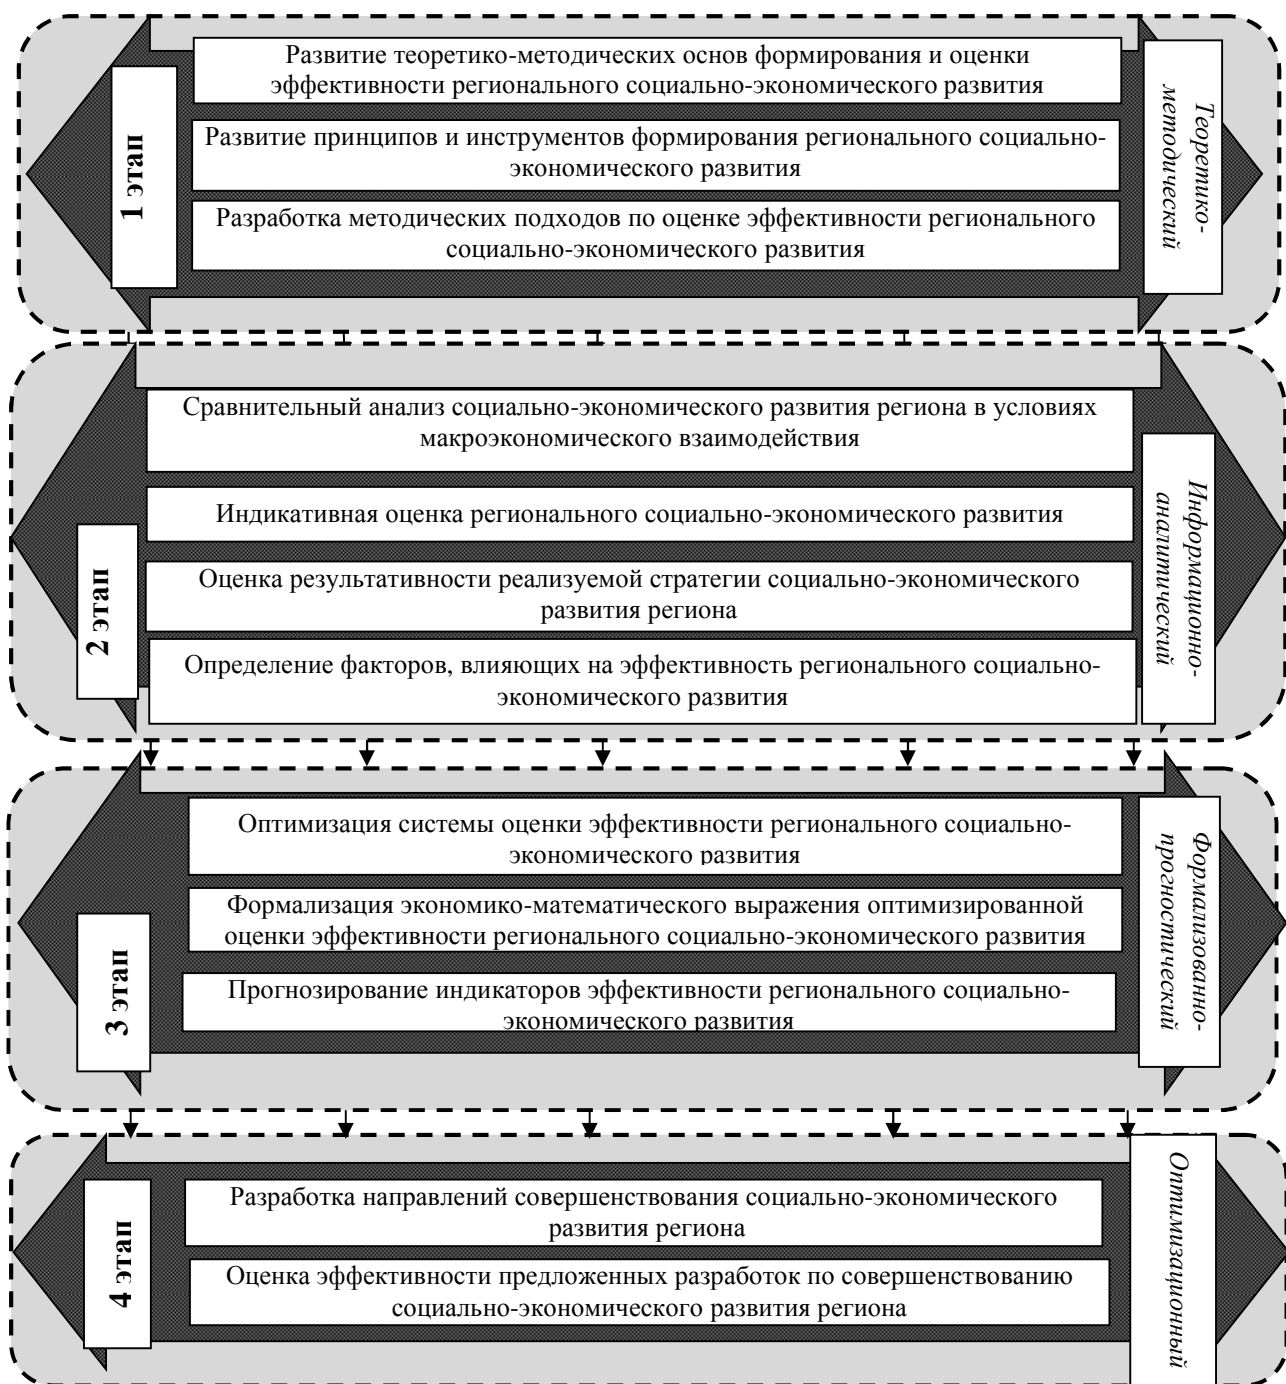 1 этап
Развитие теоретико-методических основ формирования и оценки
эффективности регионального социально-экономического развития
Развитие принципов и инструментов формирования регионального социально-
экономического развития
Разработка методических подходов по оценке эффективности регионального
социально-экономического развития
Теоретико-
методический
2 этап
Сравнительный анализ социально-экономического развития региона в условиях
макроэкономического взаимодействия
Индикативная оценка регионального социально-экономического развития
Оценка результативности реализуемой стратегии социально-экономического
развития региона
Определение факторов, влияющих на эффективность регионального социально-
экономического развития
Информационно-
аналитический
3 этап
Оптимизация системы оценки эффективности регионального социально-
экономического развития
Формализация экономико-математического выражения оптимизированной
оценки эффективности регионального социально-экономического развития
Прогнозирование индикаторов эффективности регионального социально-
экономического развития
Формализованно-
прогностический
4 этап
Разработка направлений совершенствования социально-экономического
развития региона
Оценка эффективности предложенных разработок по совершенствованию
социально-экономического развития региона
Оптимизационный